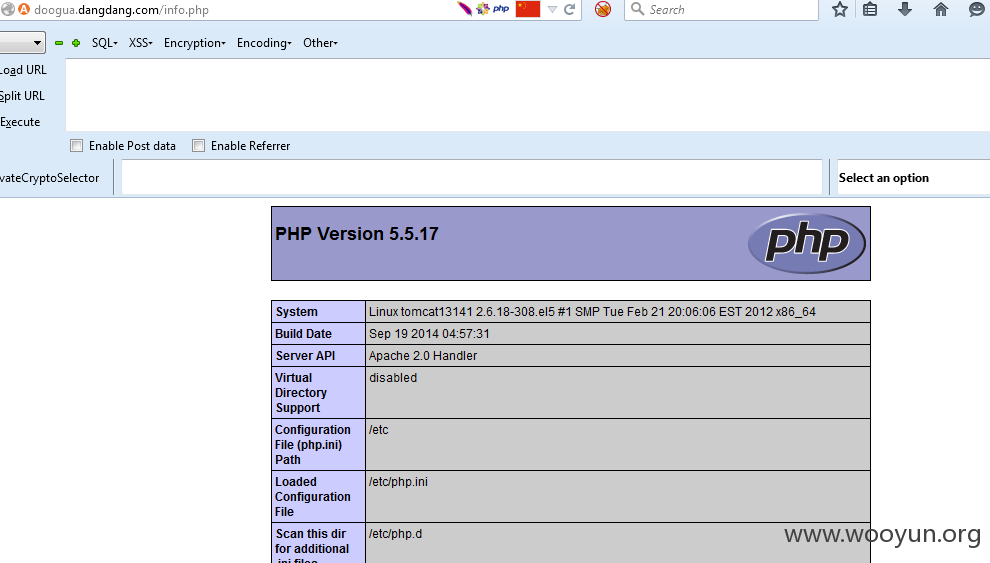 doogua.dangdang.com/info.php
php
Search
SQL
XSS
Encryption
Encoding
Other
Load URL
Split URL
Execute
Enable Post data
Enable Referrer
vateCryptoSelector
Select an option
PHP Version 5.5.17
php
System
Linux tomcat13141 2.6.18-308.el5 #1 SMP Tue Feb 21 20:06:06 EST 2012 x86_64
Build Date
Sep 19 2014 04:57:31
Server API
Apache 2.0 Handler
Virtual
Directory
Support
disabled
Configuration
File (php.ini)
Path
/etc
Loaded
Configuration
File
/etc/php.ini
Scan this dir
for additional
.ini files
/etc/php.d
www.wooyun.org